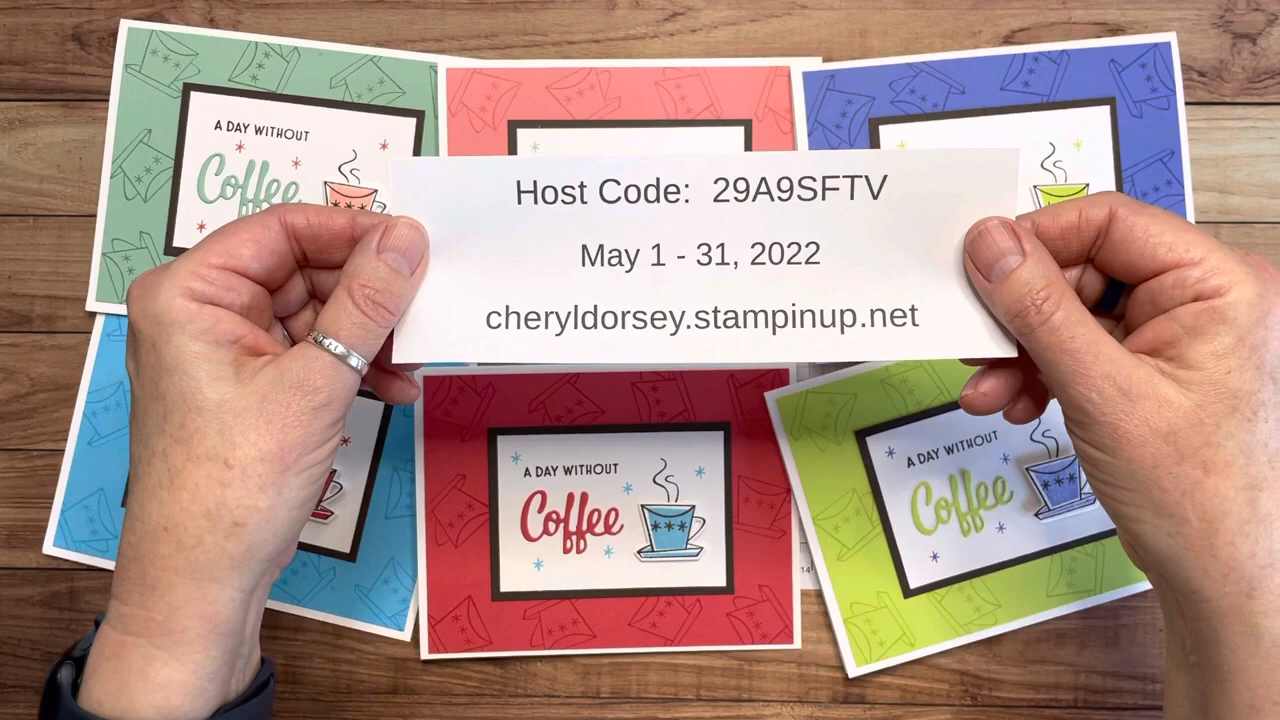 A DAY WITHOUT
Coffee
Host Code: 29A9SFTV
May 1 - 31, 2022
cheryldorsey.stampinup.net
A DAY WITHOUT
Coffee
A DAY WITHOUT
Coffee
14